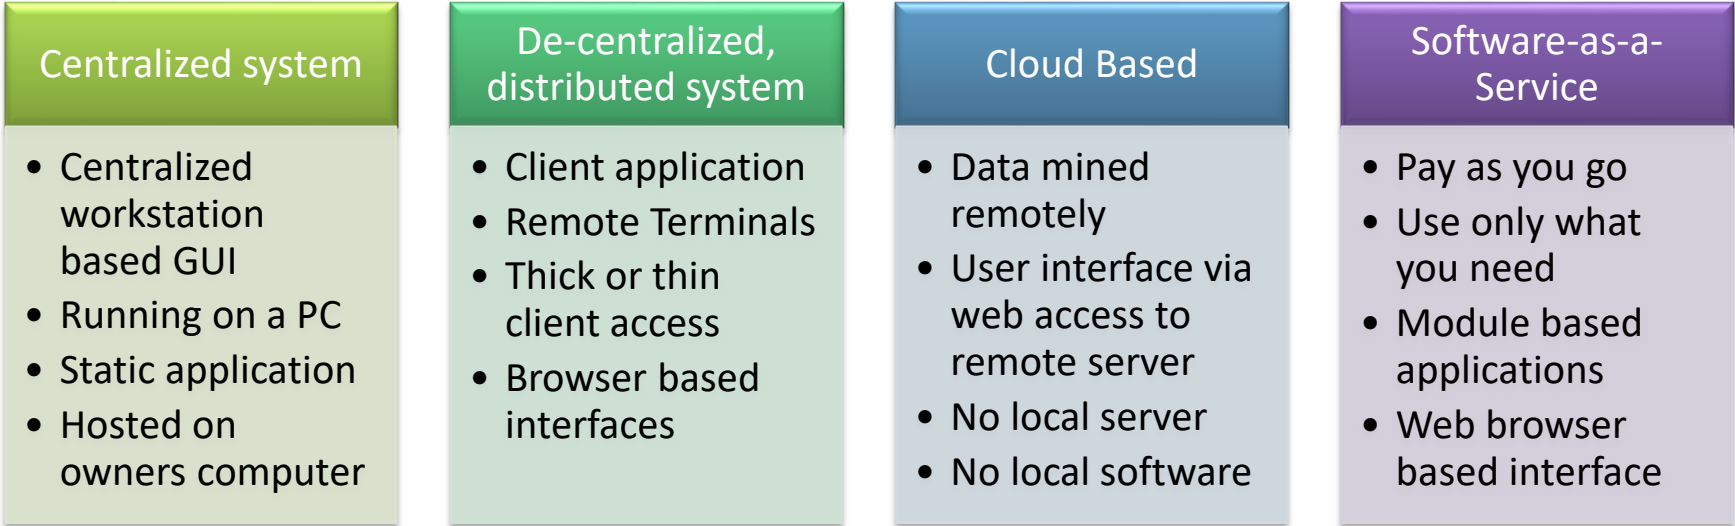 Centralized system
• Centralized
workstation
based GUI
• Running on a PC
• Static application
• Hosted on
owners computer
De-centralized,
distributed system
• Client application
• Remote Terminals
• Thick or thin
client access
• Browser based
interfaces
Cloud Based
• Data mined
remotely
• User interface via
web access to
remote server
• No local server
• No local software
Software-as-a-
Service
• Pay as you go
• Use only what
you need
• Module based
applications
• Web browser
based interface